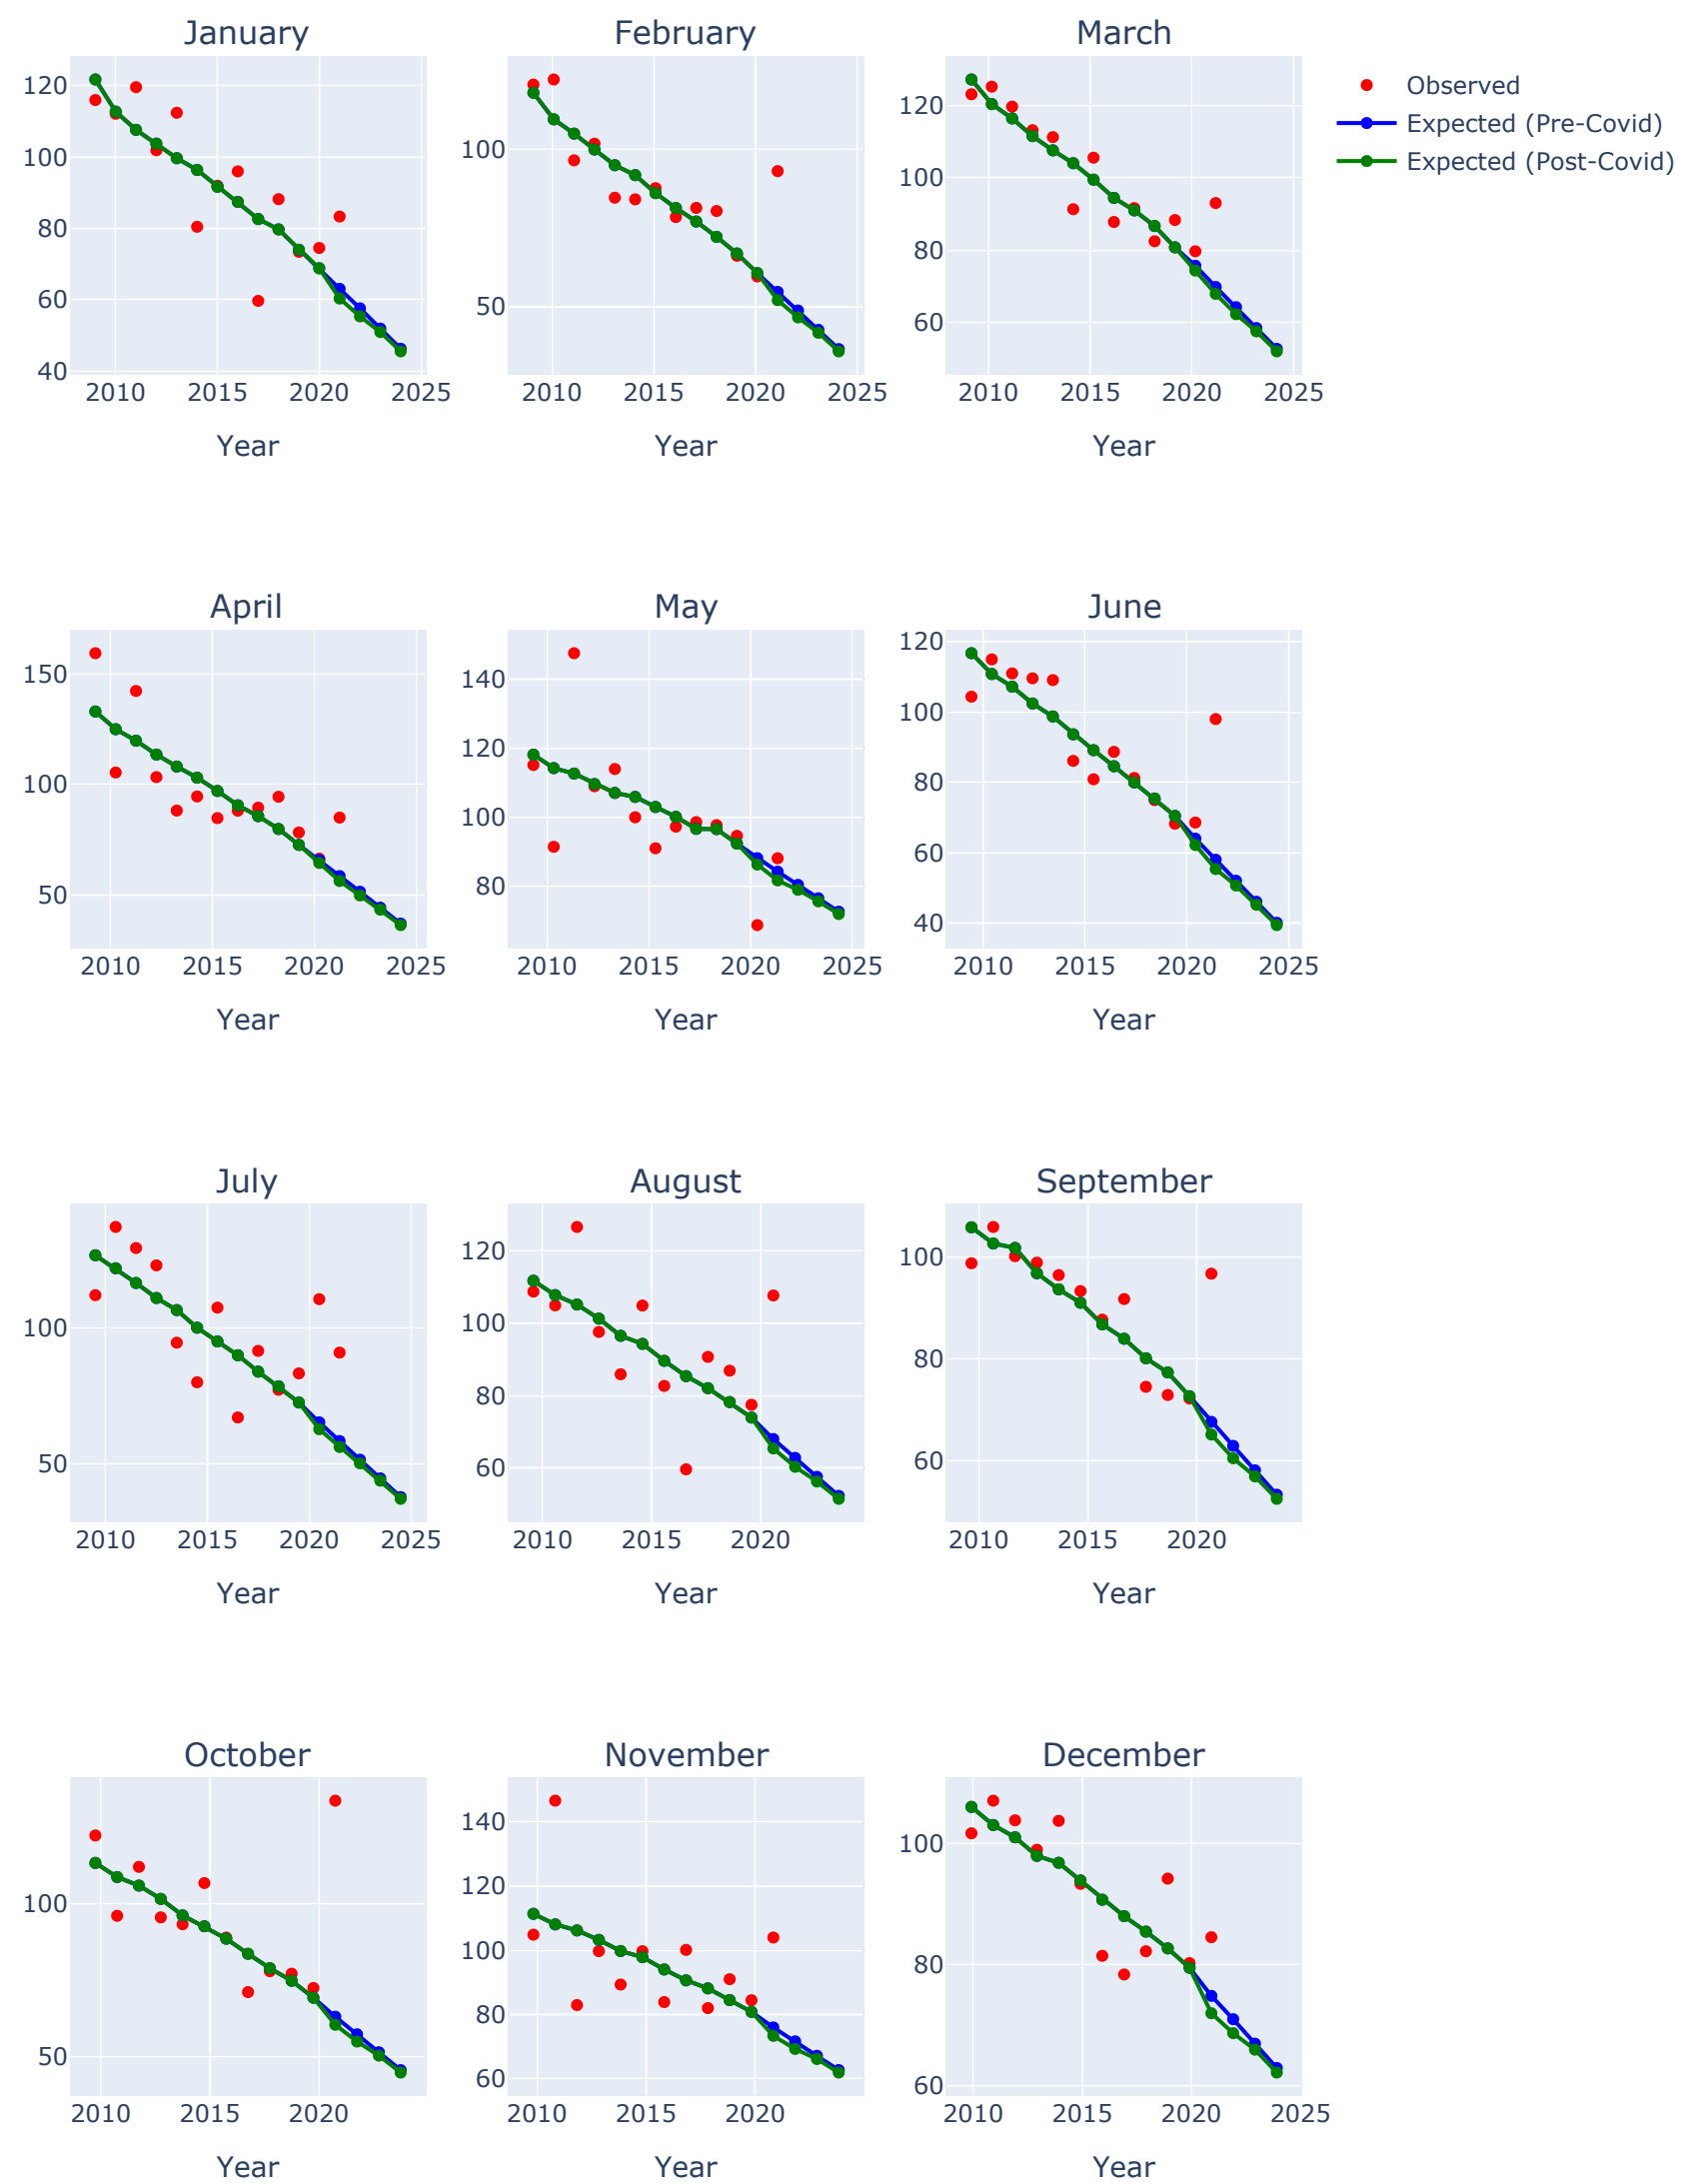 January February March
120
100
80
60
40
2010 2015 2020 2025
Year
100
50
2010 2015 2020 2025
Year
120
100
80
60
2010 2015 2020 2025
Year
Observed
Expected (Pre-Covid)
Expected (Post-Covid)
April May June
150
100
50
2010 2015 2020 2025
Year
140
120
100
80
2010 2015 2020 2025
Year
120
100
80
60
40
2010 2015 2020 2025
Year
July August September
100
50
2010 2015 2020 2025
Year
120
100
80
60
2010 2015 2020
Year
100
80
60
2010 2015 2020
Year
October November December
100
50
2010 2015 2020
Year
140
120
100
80
60
2010 2015 2020
Year
100
80
60
2010 2015 2020 2025
Year